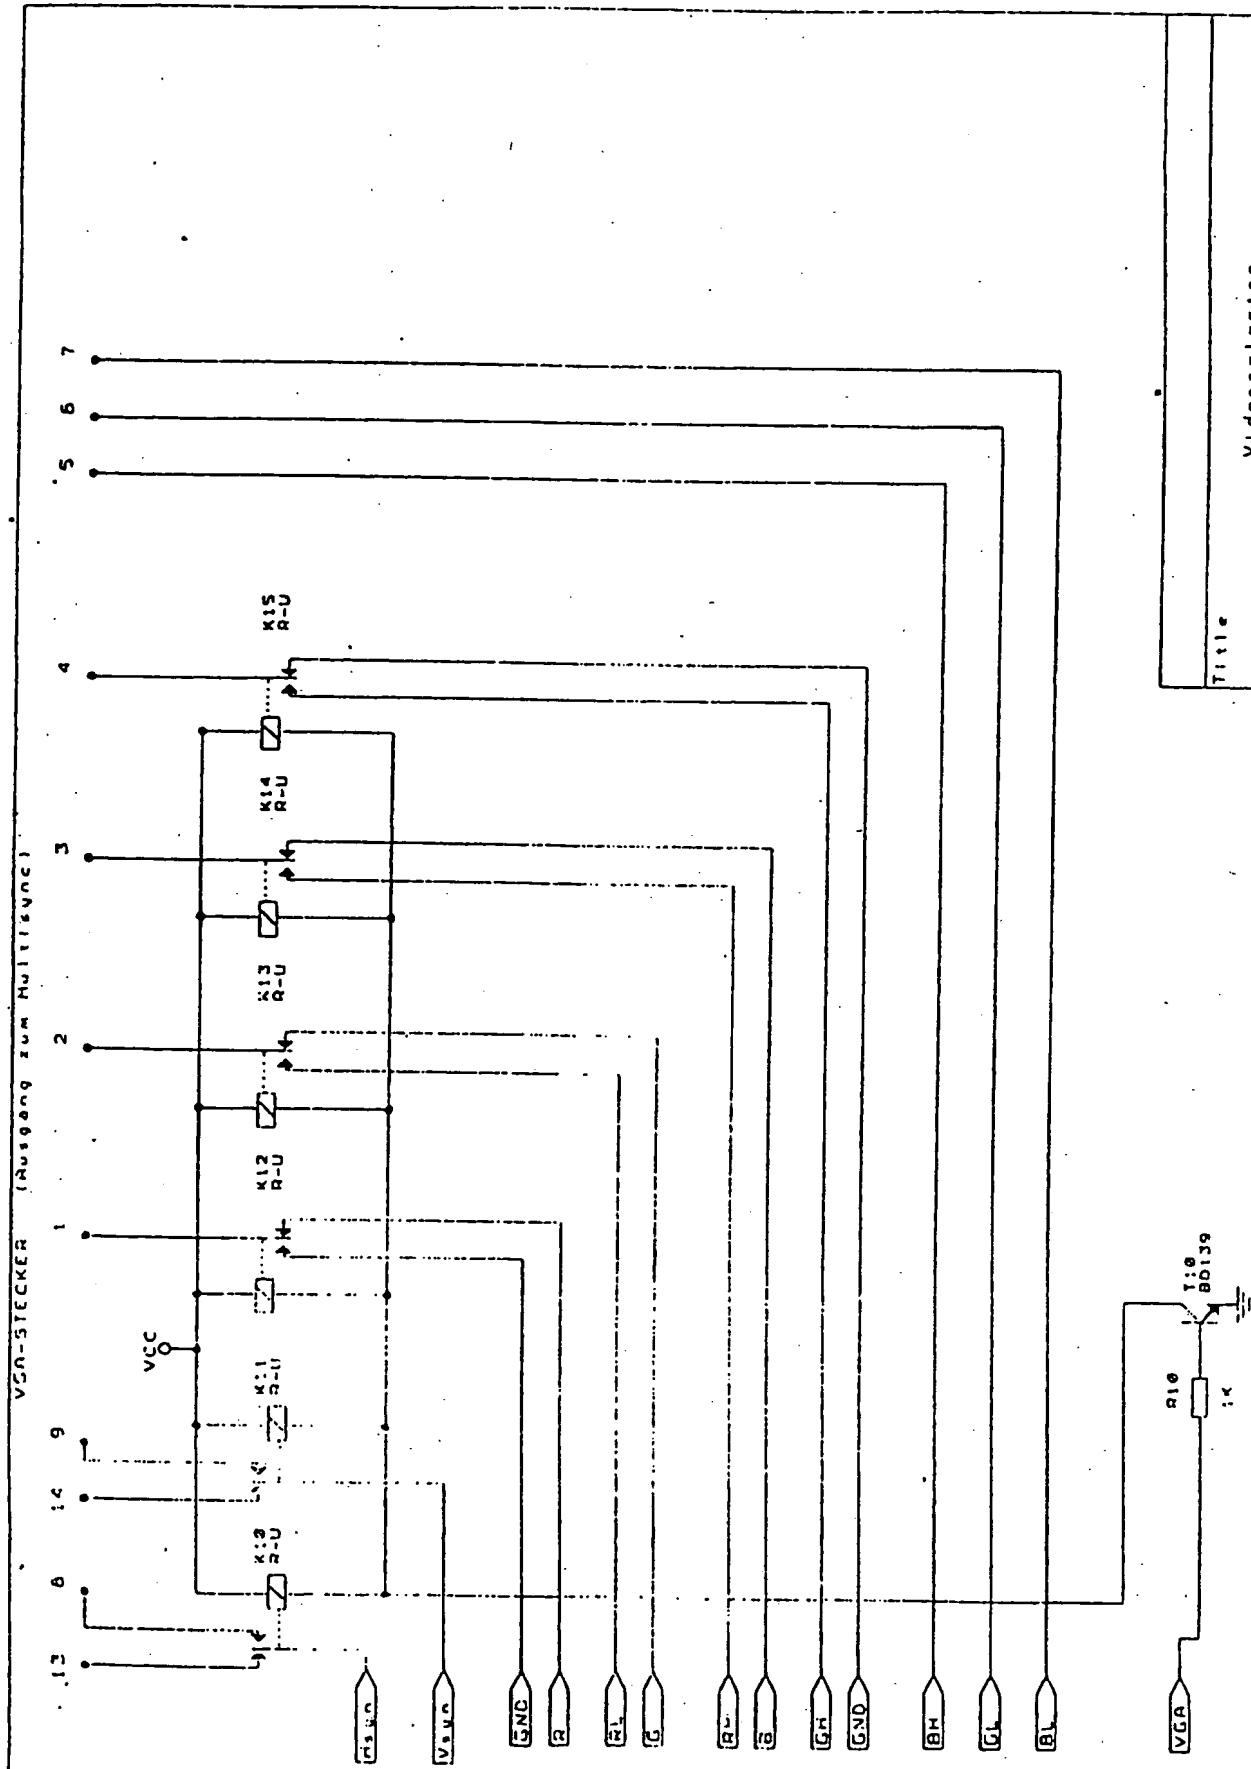 VGA-STECKER (Ausgang zum Multisync)
13 8 14 9 1 2 3 4 5 6 7
VCC
K10
R-U
K11
R-U
K12
R-U
K13
R-U
K14
R-U
K15
R-U
Hsyn
Vsyn
GND
R
RL
G
RH
B
GH
GND
BH
GL
BL
VGA
R10
1K
T10
BD139
Title